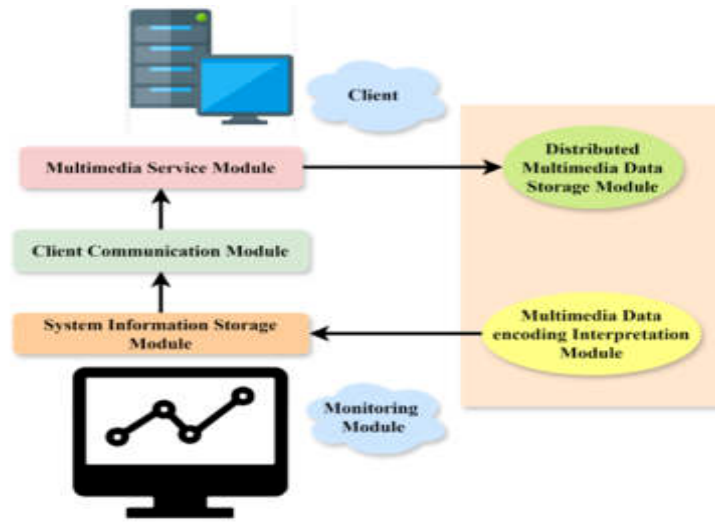 Client
Multimedia Service Module
Distributed
Multimedia Data
Storage Module
Client Communication Module
System Information Storage
Module
Multimedia Data
encoding Interpretation
Module
Monitoring
Module